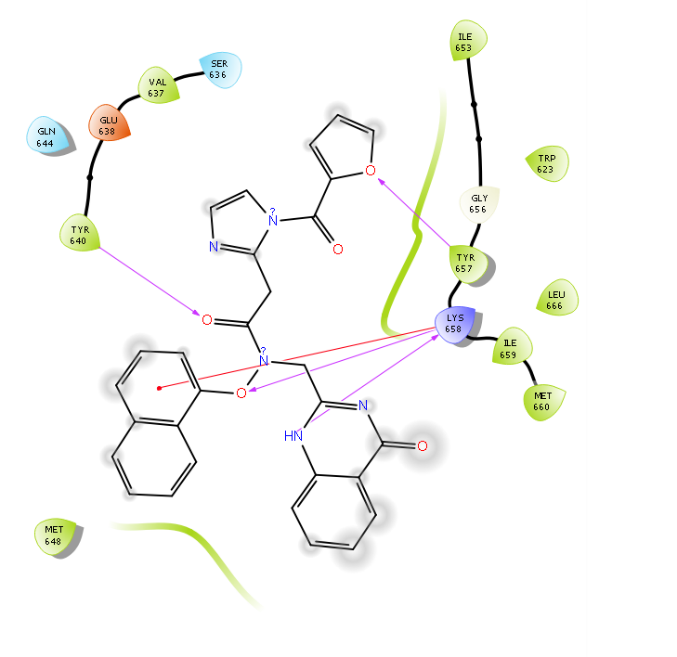 ILE
653
SER
636
VAL
637
GLU
638
GLN
644
TRP
623
O
GLY
656
?
N
TYR
640
N
O
TYR
657
LEU
666
O
LYS
658
ILE
659
?
N
O
N
MET
660
HN
O
MET
648